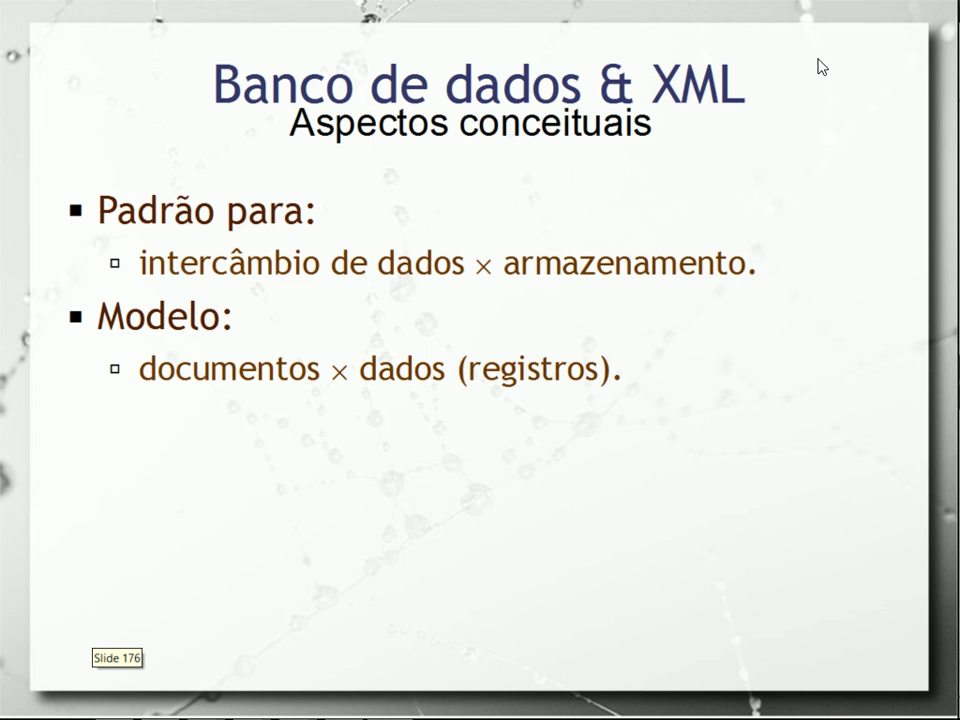 Banco de dados & XML
Aspectos conceituais
▪ Padrão para:
▫ intercâmbio de dados × armazenamento.
▪ Modelo:
▫ documentos × dados (registros).
Slide 176